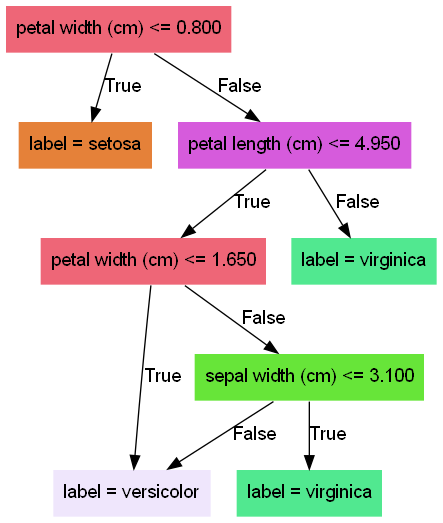 petal width (cm) <= 0.800
True
False
label = setosa
petal length (cm) <= 4.950
True
False
petal width (cm) <= 1.650
label = virginica
False
True
sepal width (cm) <= 3.100
False
True
label = versicolor
label = virginica